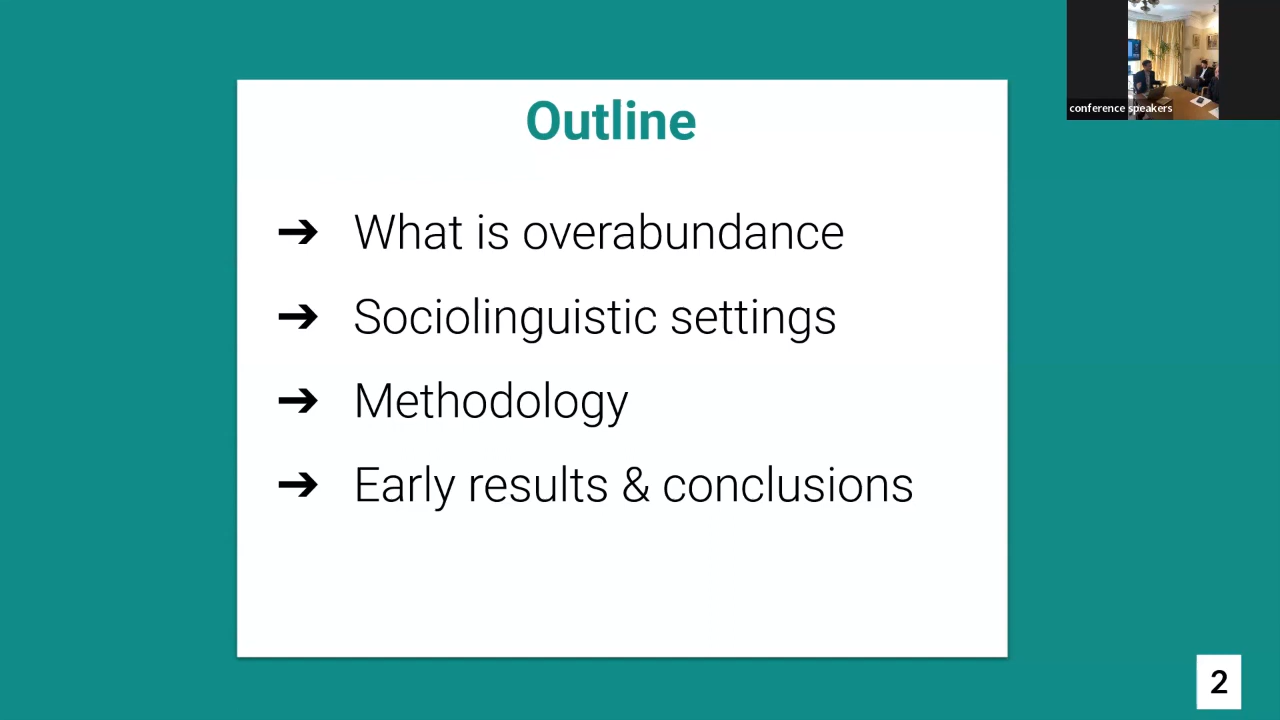 Outline
➔ What is overabundance
➔ Sociolinguistic settings
➔ Methodology
➔ Early results & conclusions
conference speakers
2